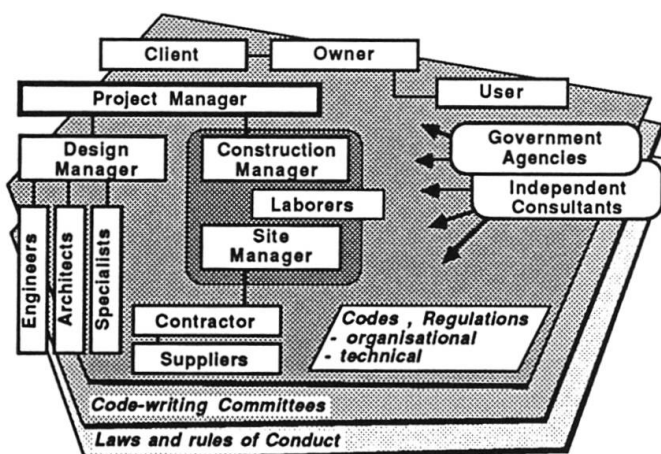 Client
Owner
Project Manager
User
Design
Manager
Construction
Manager
Government
Agencies
Laborers
Independent
Consultants
Site
Manager
Engineers
Architects
Specialists
Contractor
Suppliers
Codes , Regulations
- organisational
- technical
Code-writing Committees
Laws and rules of Conduct